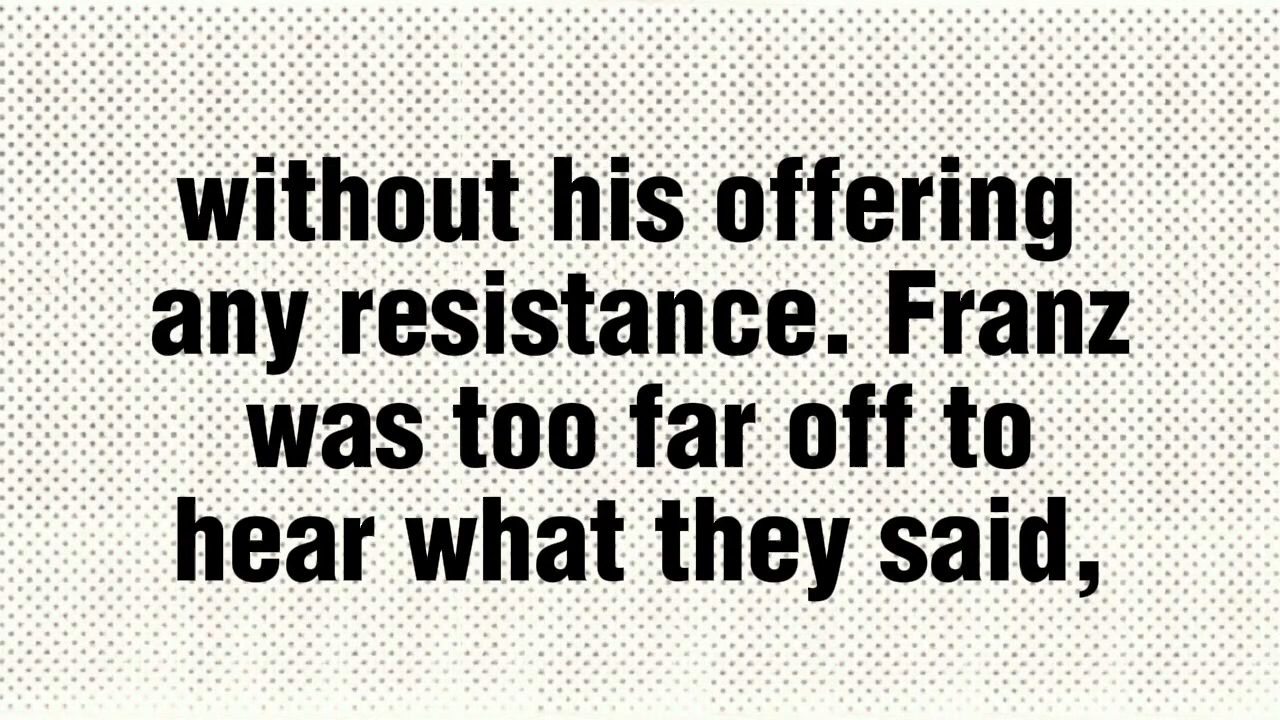 without his offering
any resistance. Franz
was too far off to
hear what they said,